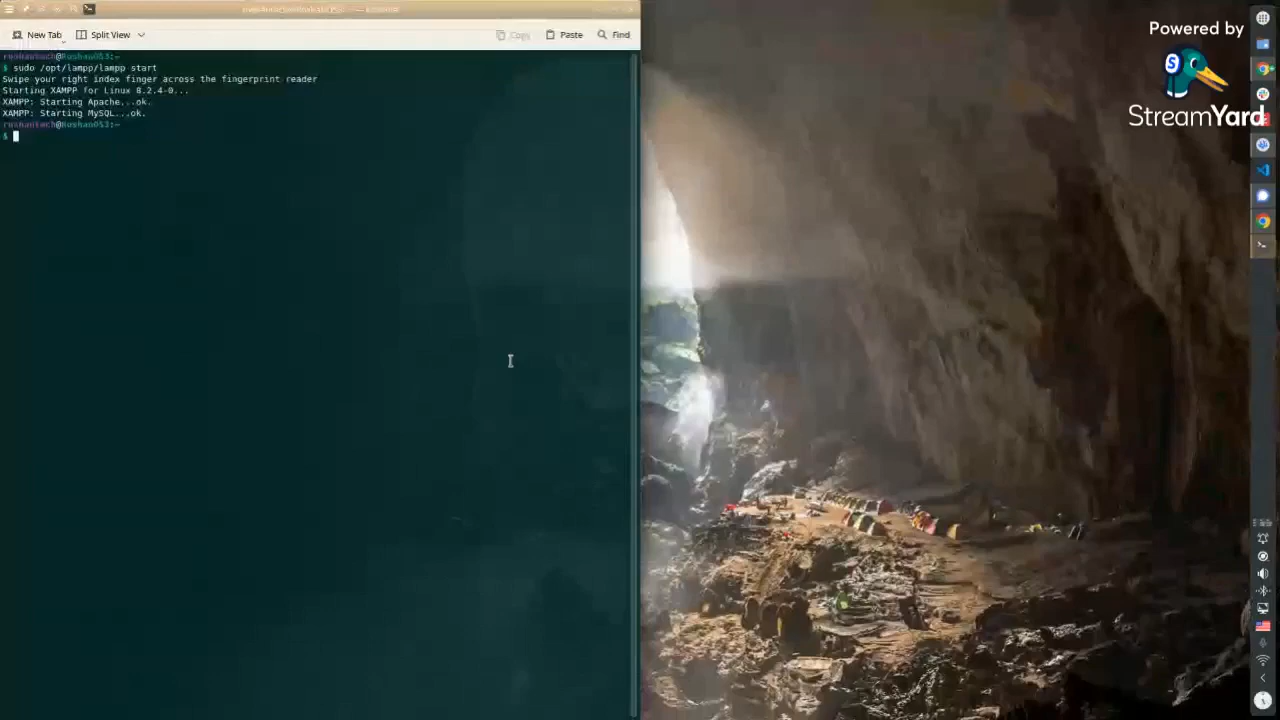 New Tab
Split View
Copy
Paste
Find
$ sudo /opt/lampp/lampp start
Swipe your right index finger across the fingerprint reader
Starting XAMPP for Linux 8.2.4-0...
XAMPP: Starting Apache...ok.
XAMPP: Starting MySQL...ok.
$
Powered by
StreamYard